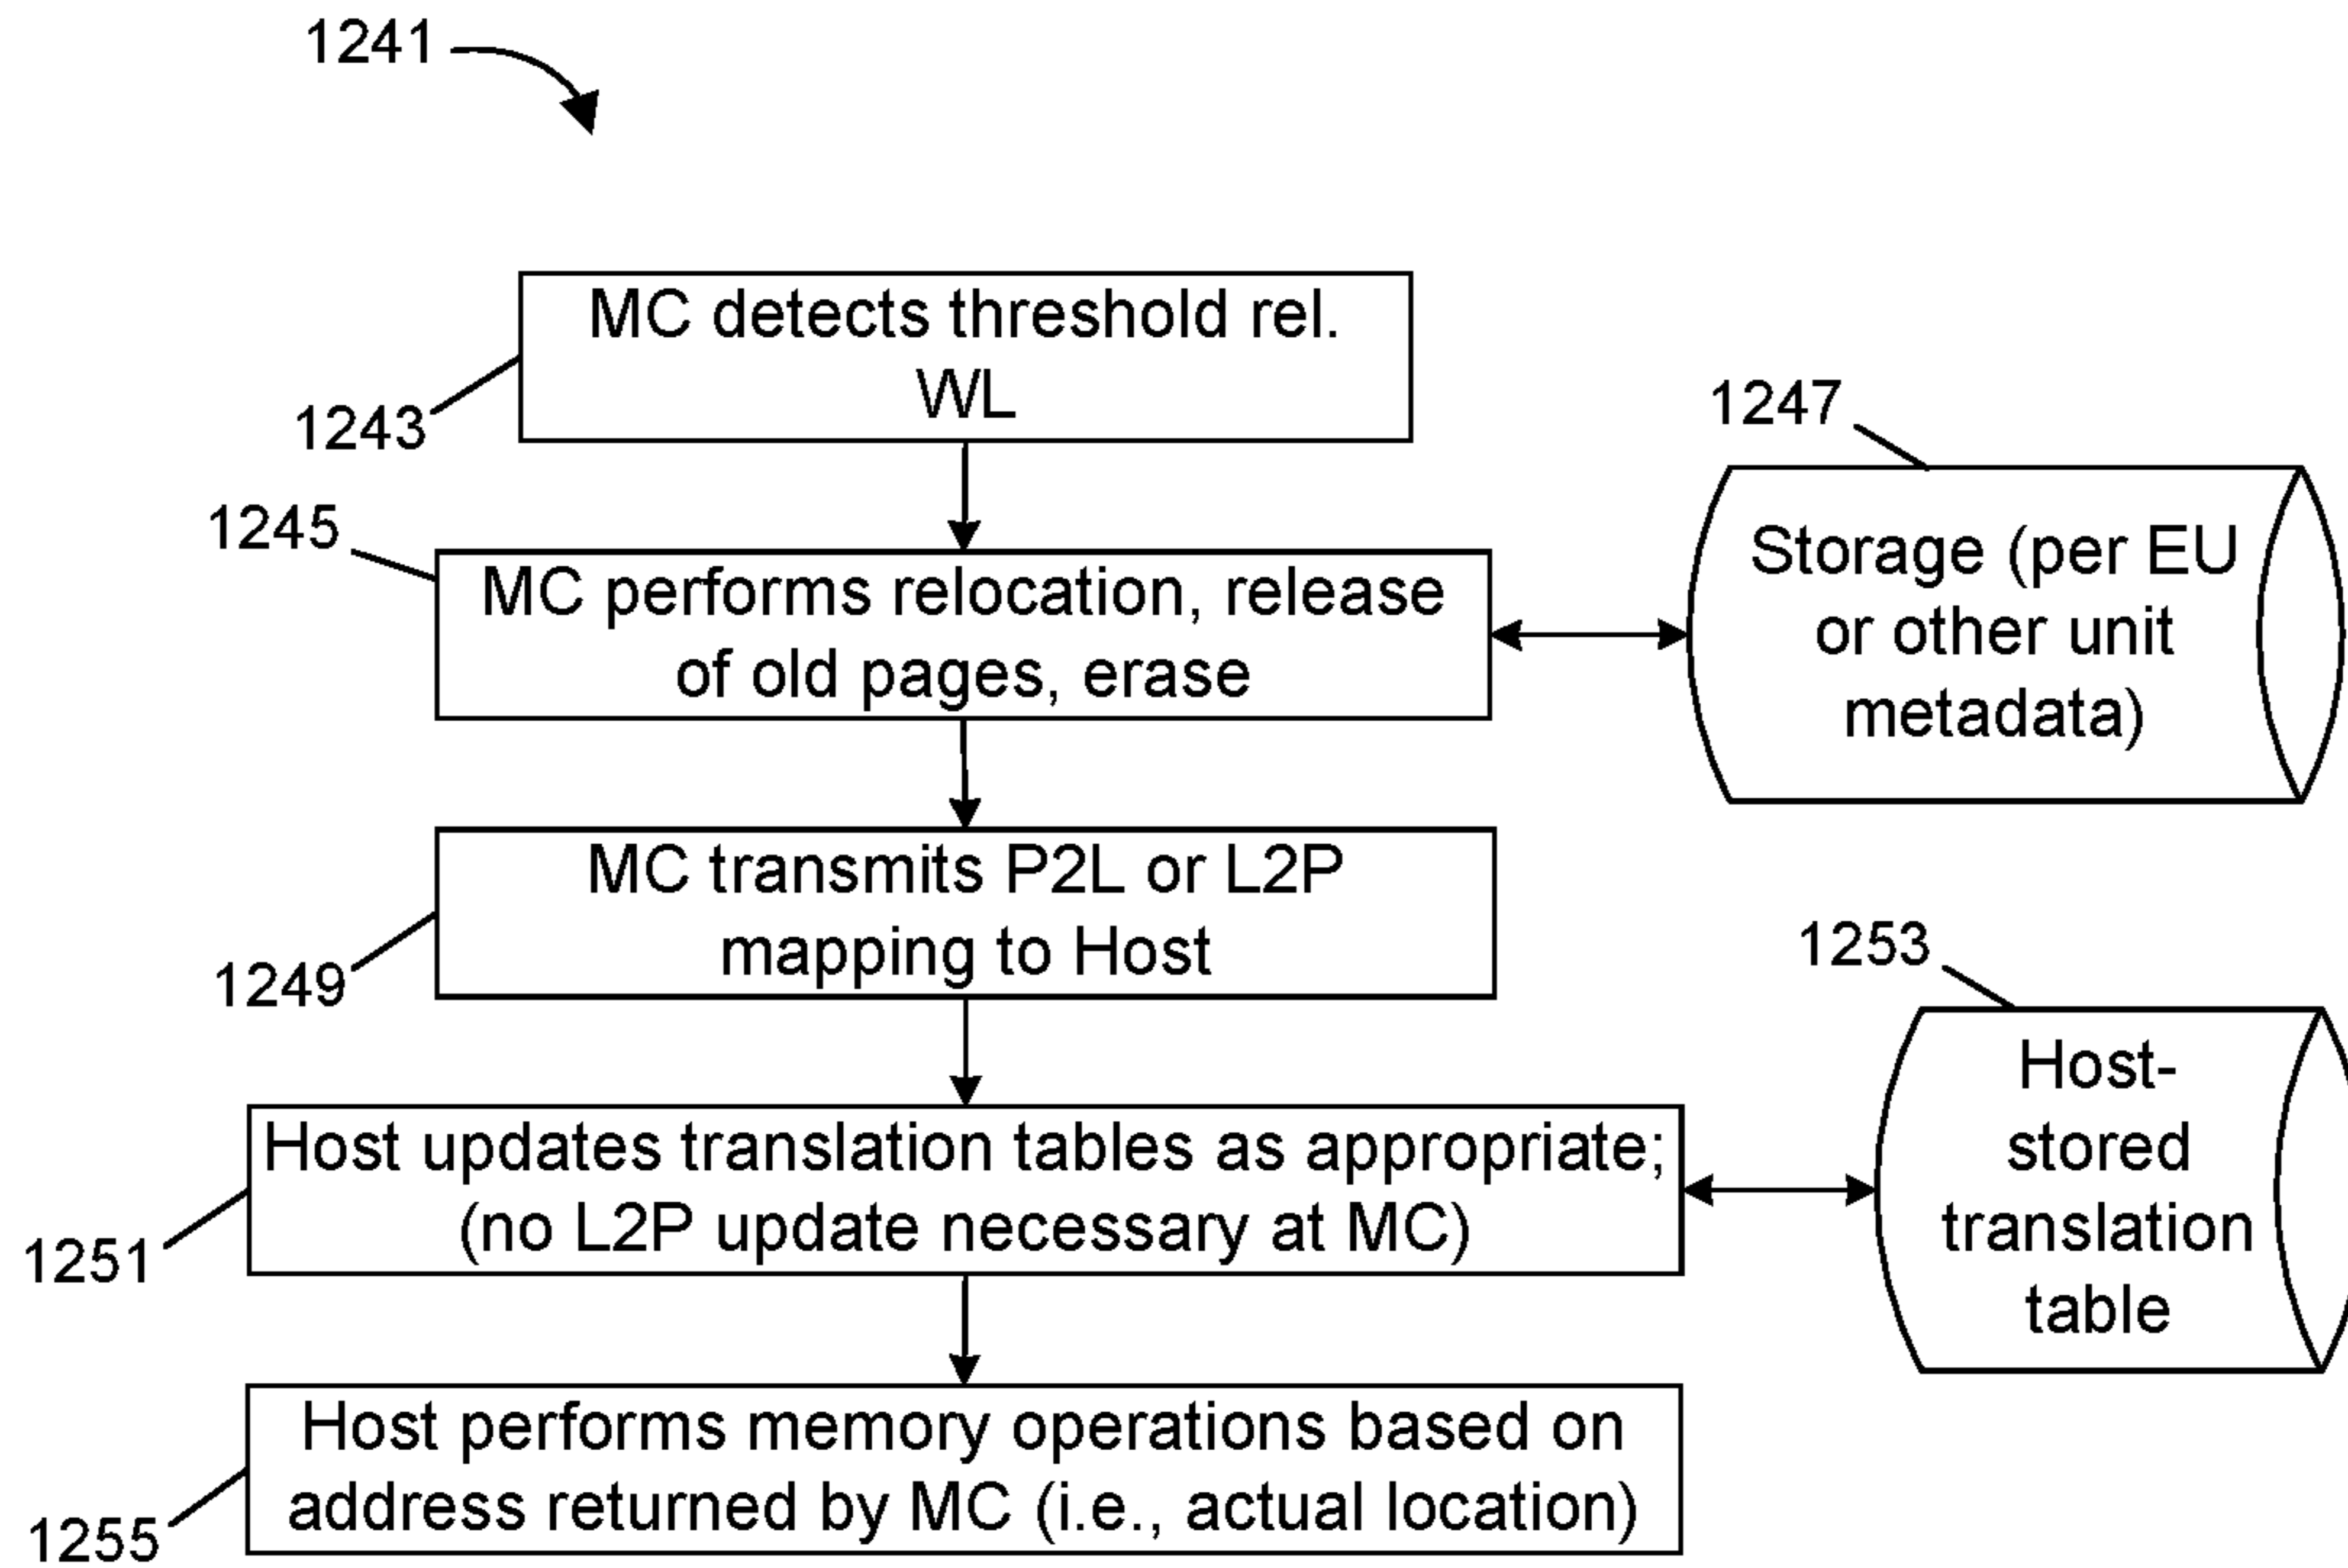 1241
MC detects threshold rel.
WL
1243
1247
1245
MC performs relocation, release
of old pages, erase
Storage (per EU
or other unit
metadata)
MC transmits P2L or L2P
mapping to Host
1249
1253
Host updates translation tables as appropriate;
(no L2P update necessary at MC)
1251
Host-
stored
translation
table
Host performs memory operations based on
address returned by MC (i.e., actual location)
1255